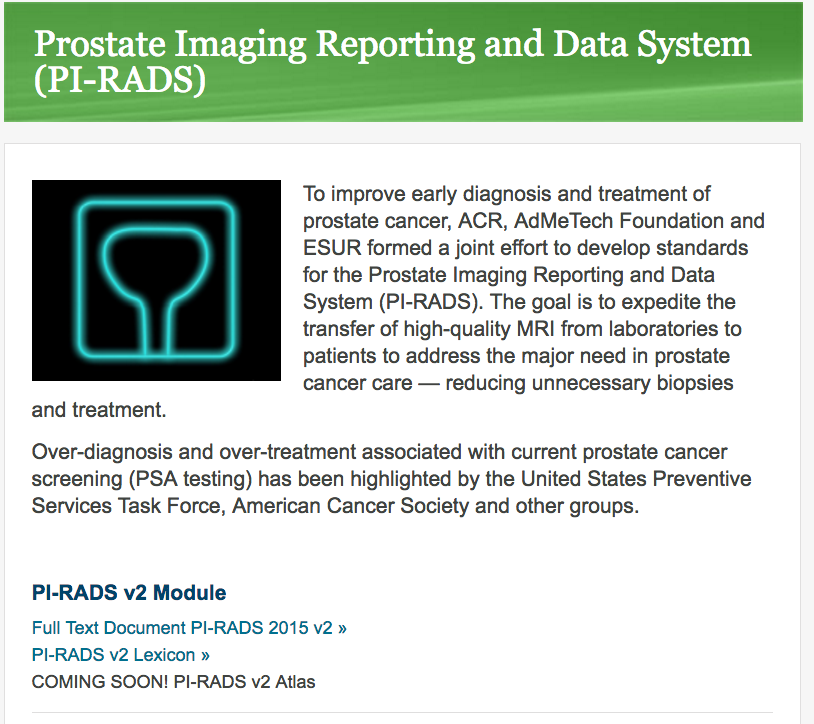 Prostate Imaging Reporting and Data System
(PI-RADS)
To improve early diagnosis and treatment of
prostate cancer, ACR, AdMeTech Foundation and
ESUR formed a joint effort to develop standards
for the Prostate Imaging Reporting and Data
System (PI-RADS). The goal is to expedite the
transfer of high-quality MRI from laboratories to
patients to address the major need in prostate
cancer care — reducing unnecessary biopsies
and treatment.
Over-diagnosis and over-treatment associated with current prostate cancer
screening (PSA testing) has been highlighted by the United States Preventive
Services Task Force, American Cancer Society and other groups.
PI-RADS v2 Module
Full Text Document PI-RADS 2015 v2 »
PI-RADS v2 Lexicon »
COMING SOON! PI-RADS v2 Atlas